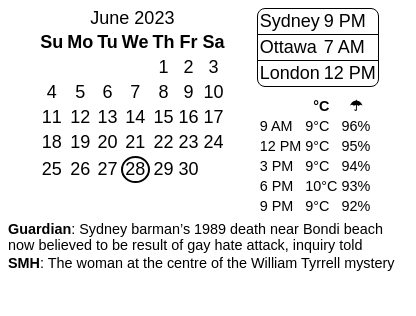 June 2023
Su Mo Tu We Th Fr Sa
1 2 3
4 5 6 7 8 9 10
11 12 13 14 15 16 17
18 19 20 21 22 23 24
25 26 27 28 29 30
Sydney 9 PM
Ottawa 7 AM
London 12 PM
°C ☂
9 AM 9°C 96%
12 PM 9°C 95%
3 PM 9°C 94%
6 PM 10°C 93%
9 PM 9°C 92%
Guardian: Sydney barman’s 1989 death near Bondi beach
now believed to be result of gay hate attack, inquiry told
SMH: The woman at the centre of the William Tyrrell mystery